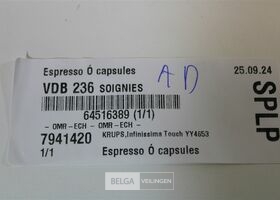 Espresso Ó capsules
AD
25.09.24
VDB 236 SOIGNIES
64516389 (1/1)
- OMR-ECH - OMR-ECH -
7941420 KRUPS,Infinissima Touch YY4653
1/1 Espresso Ó capsules
SPLP
BELGA VEILINGEN